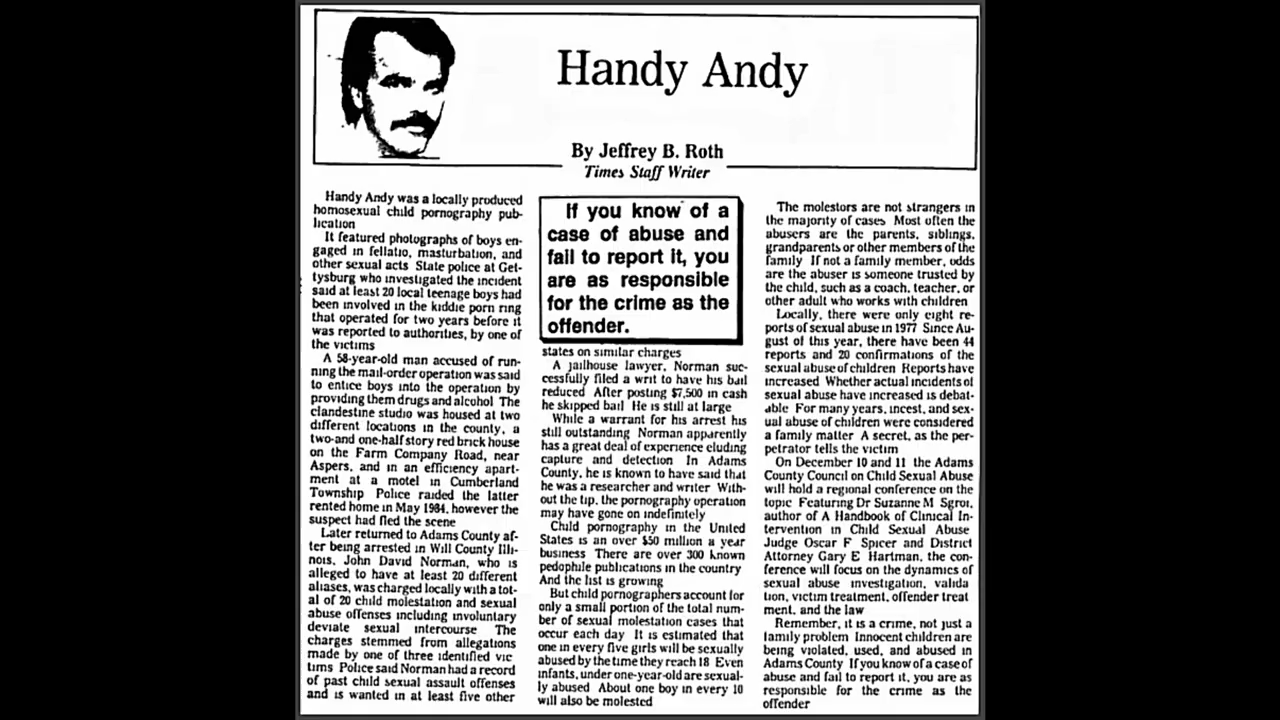 Handy Andy
By Jeffrey B. Roth
Times Staff Writer
Handy Andy was a locally produced
homosexual child pornography pub-
lication
It featured photographs of boys en-
gaged in fellatio, masturbation, and
other sexual acts State police at Get-
tysburg who investigated the incident
said at least 20 local teenage boys had
been involved in the kiddie porn ring
that operated for two years before it
was reported to authorities, by one of
the victims
A 58-year-old man accused of run-
ning the mail-order operation was said
to entice boys into the operation by
providing them drugs and alcohol The
clandestine studio was housed at two
different locations in the county, a
two-and one-half story red brick house
on the Farm Company Road, near
Aspers, and in an efficiency apart-
ment at a motel in Cumberland
Township Police raided the latter
rented home in May 1984, however the
suspect had fled the scene
Later returned to Adams County af-
ter being arrested in Will County Illi-
nois, John David Norman, who is
alleged to have at least 20 different
aliases, was charged locally with a tot-
al of 20 child molestation and sexual
abuse offenses including involuntary
deviate sexual intercourse The
charges stemmed from allegations
made by one of three identified vic
tims Police said Norman had a record
of past child sexual assault offenses
and is wanted in at least five other
If you know of a
case of abuse and
fail to report it, you
are as responsible
for the crime as the
offender.
states on similar charges
A jailhouse lawyer, Norman suc-
cessfully filed a writ to have his bail
reduced After posting $7,500 in cash
he skipped bail He is still at large
While a warrant for his arrest his
still outstanding Norman apparently
has a great deal of experience eluding
capture and detection In Adams
County, he is known to have said that
he was a researcher and writer With-
out the tip, the pornography operation
may have gone on indefinitely
Child pornography in the United
States is an over $50 million a year
business There are over 300 known
pedophile publications in the country
And the list is growing
But child pornographers account for
only a small portion of the total num-
ber of sexual molestation cases that
occur each day It is estimated that
one in every five girls will be sexually
abused by the time they reach 18 Even
infants, under one-year-old are sexual-
ly abused About one boy in every 10
will also be molested
The molestors are not strangers in
the majority of cases Most often the
abusers are the parents, siblings,
grandparents or other members of the
family If not a family member, odds
are the abuser is someone trusted by
the child, such as a coach, teacher, or
other adult who works with children
Locally, there were only eight re-
ports of sexual abuse in 1977 Since Au-
gust of this year, there have been 44
reports and 20 confirmations of the
sexual abuse of children Reports have
increased Whether actual incidents of
sexual abuse have increased is debat-
able For many years, incest, and sex-
ual abuse of children were considered
a family matter A secret, as the per-
petrator tells the victim
On December 10 and 11 the Adams
County Council on Child Sexual Abuse
will hold a regional conference on the
topic Featuring Dr Suzanne M Sgroi,
author of A Handbook of Clinical In-
tervention in Child Sexual Abuse
Judge Oscar F Spicer and District
Attorney Gary E Hartman, the con-
ference will focus on the dynamics of
sexual abuse investigation, valida
tion, victim treatment, offender treat
ment, and the law
Remember, it is a crime, not just a
family problem Innocent children are
being violated, used, and abused in
Adams County If you know of a case of
abuse and fail to report it, you are as
responsible for the crime as the
offender